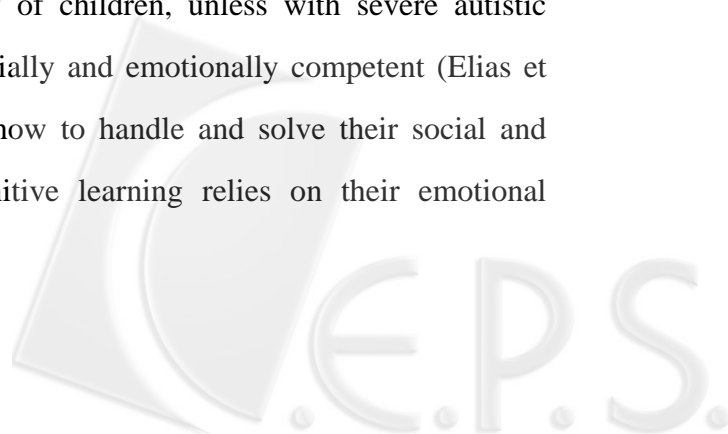 of children, unless with severe autistic
ially and emotionally competent (Elias et
how to handle and solve their social and
nitive learning relies on their emotional
C.E.P.S.